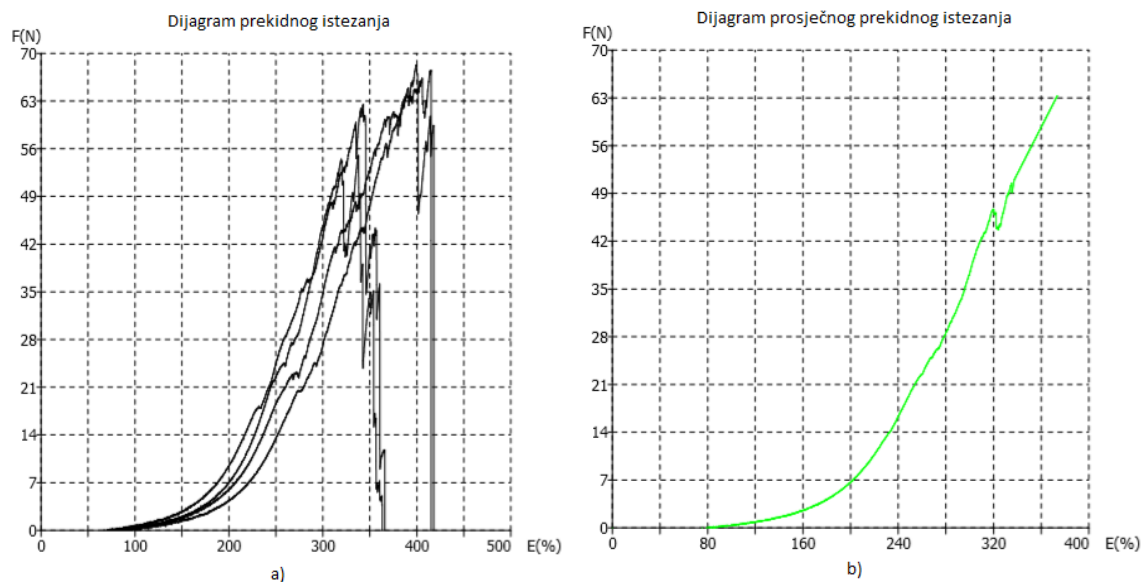 Dijagram prekidnog istezanja
F(N)
70
63
56
49
42
35
28
21
14
7
0
0 100 200 300 400 500 E(%)
a)
Dijagram prosječnog prekidnog istezanja
F(N)
70
63
56
49
42
35
28
21
14
7
0
0 80 160 240 320 400 E(%)
b)